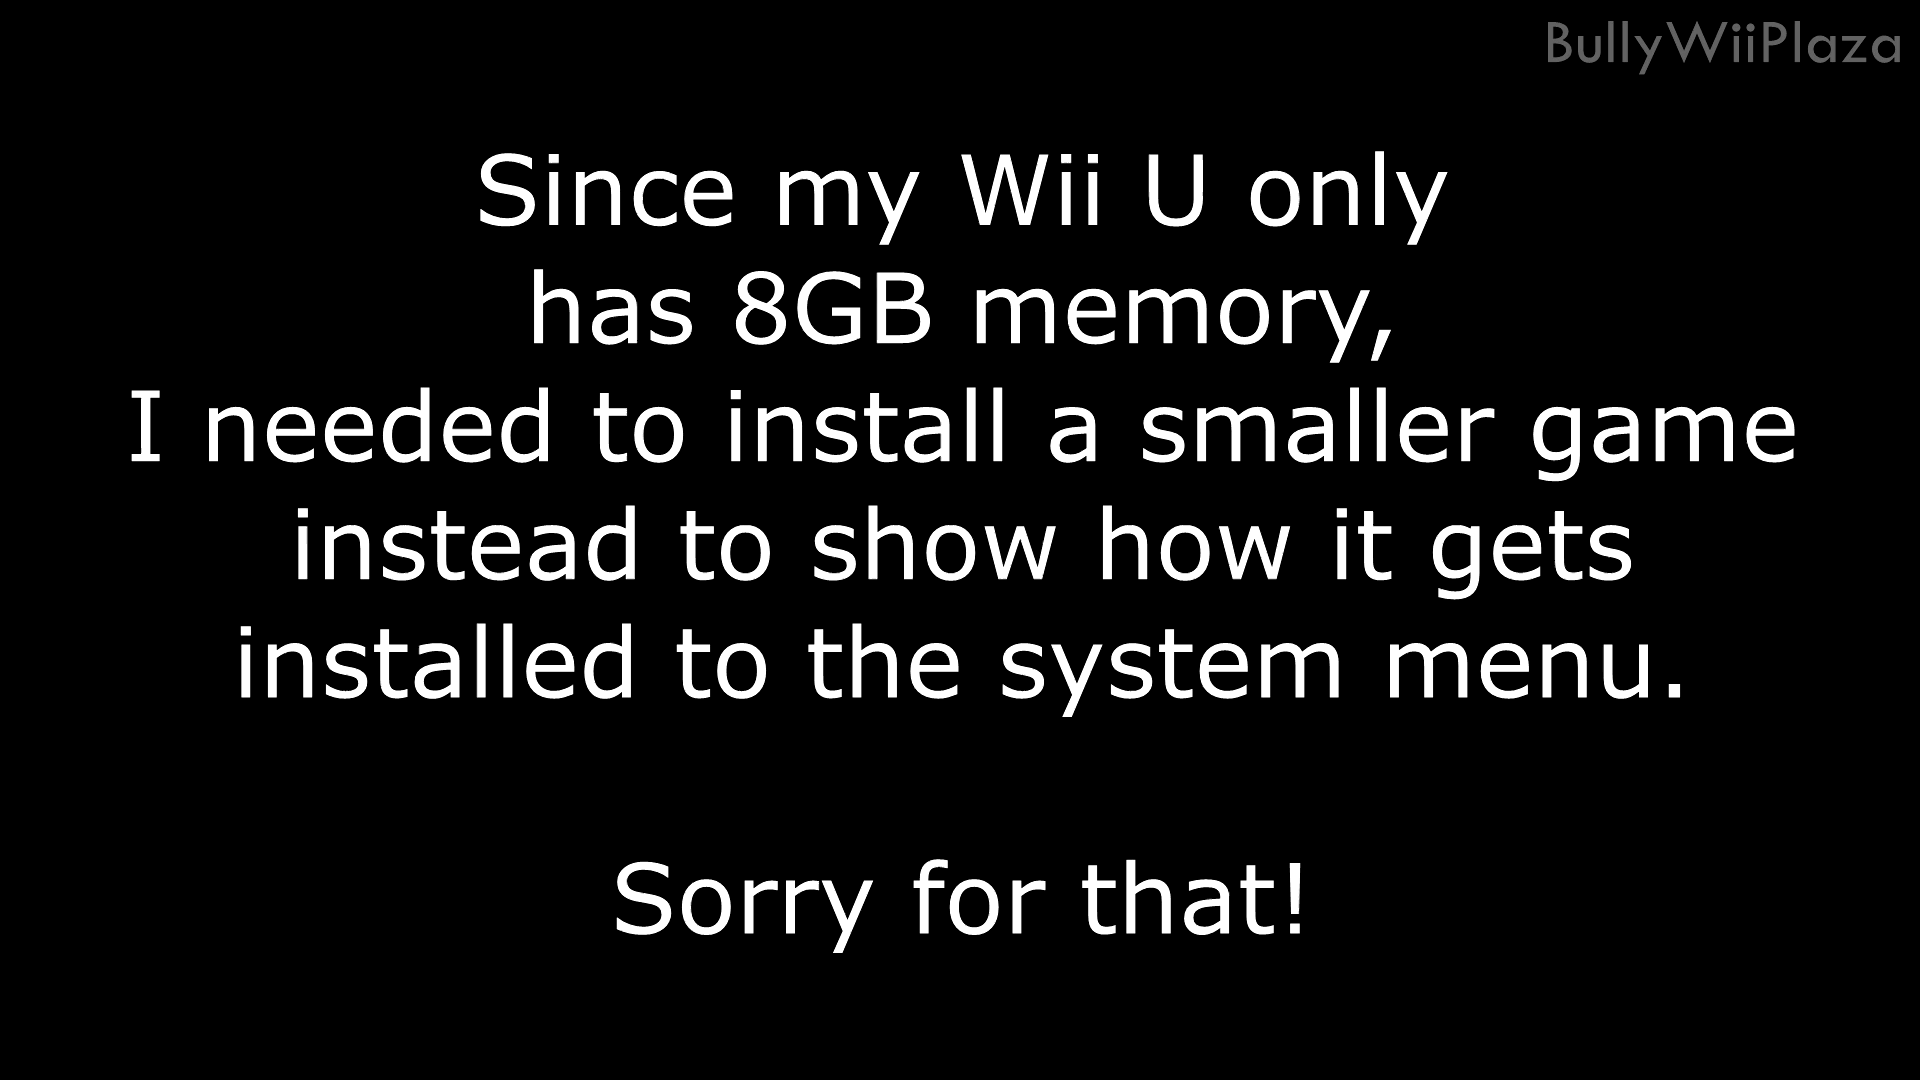 BullyWiiPlaza
Since my Wii U only
has 8GB memory,
I needed to install a smaller game
instead to show how it gets
installed to the system menu.
Sorry for that!